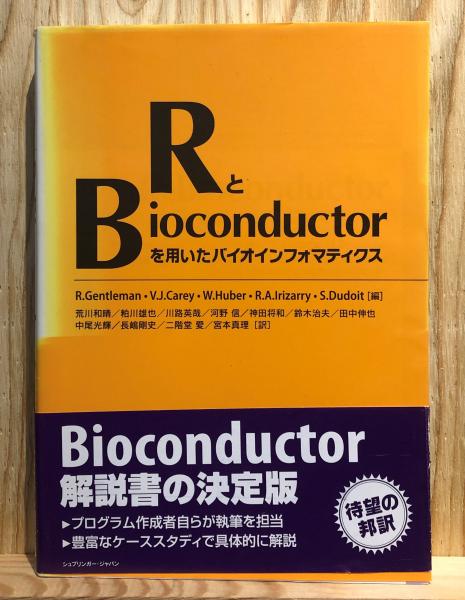 Rと
Bioconductor
を用いたバイオインフォマティクス
R.Gentleman・V.J.Carey・W.Huber・R.A.Irizarry・S.Dudoit [編]
荒川和晴／粕川雄也／川路英哉／河野 信／神田将和／鈴木治夫／田中伸也
中尾光輝／長嶋剛史／二階堂 愛／宮本真理 [訳]
Bioconductor
解説書の決定版
▶プログラム作成者自らが執筆を担当
▶豊富なケーススタディで具体的に解説
待望の
邦訳
シュプリンガー・ジャパン